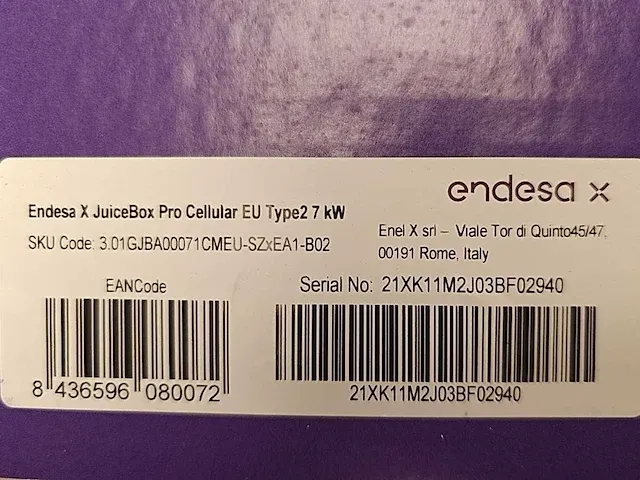 endesa x
Endesa X JuiceBox Pro Cellular EU Type2 7 kW
SKU Code: 3.01GJBA00071CMEU-SZxEA1-B02
Enel X srl – Viale Tor di Quinto45/47,
00191 Rome, Italy
EANCode
8 436596 080072
Serial No: 21XK11M2J03BF02940
21XK11M2J03BF02940